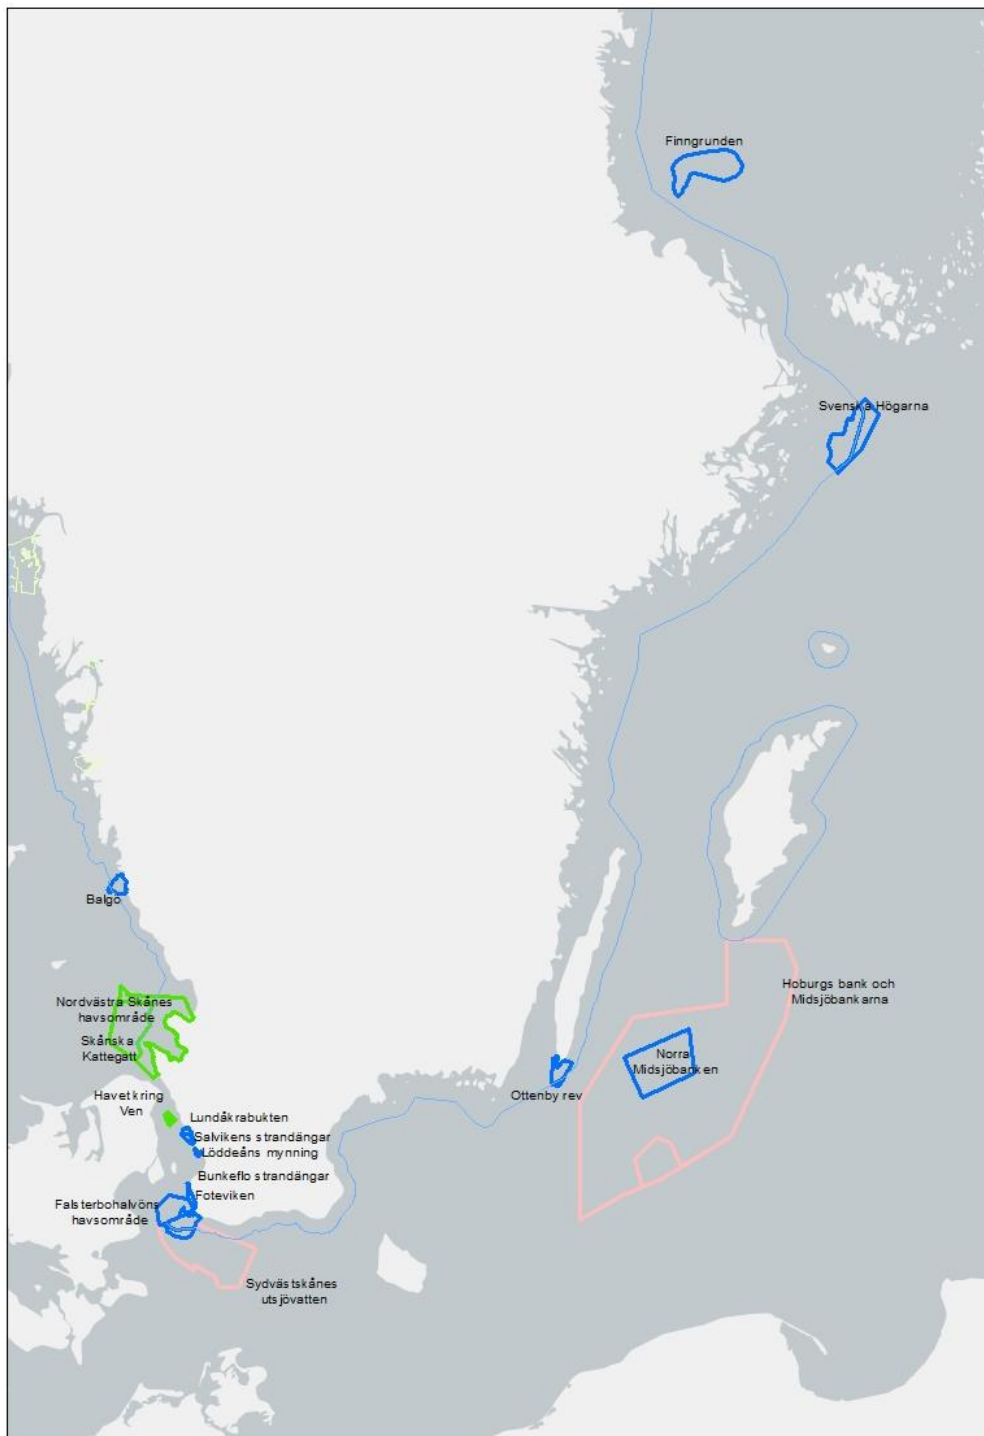 Finngrunden
Svenska Högarna
Balgö
Hoburgs bank och
Midsjöbankarna
Nordvästra Skånes
havsområde
Skånska
Kattegatt
Norra
Midsjöbanken
Ottenby rev
Havet kring
Ven
Lundåkrabukten
Salvikens strandängar
Löddeåns mynning
Bunkeflo strandängar
Foteviken
Falsterbohalvöns
havsområde
Sydvästskånes
utsjövatten